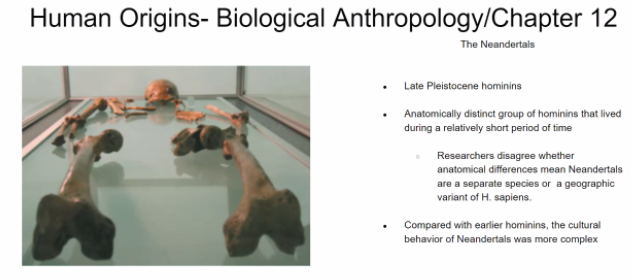 Human Origins- Biological Anthropology/Chapter 12
The Neandertals
• Late Pleistocene hominins
• Anatomically distinct group of hominins that lived
during a relatively short period of time
○ Researchers disagree whether
anatomical differences mean Neandertals
are a separate species or a geographic
variant of H. sapiens.
• Compared with earlier hominins, the cultural
behavior of Neandertals was more complex